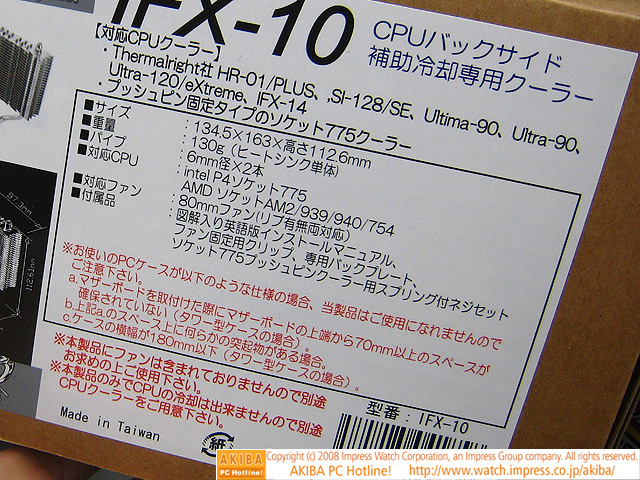 IFX-10
CPUバックサイド
補助冷却専用クーラー
【対応CPUクーラー】
・Thermalright社 HR-01/PLUS、,SI-128/SE、Ultima-90、Ultra-90、
Ultra-120/eXtreme、IFX-14
・プッシュピン固定タイプのソケット775クーラー
■サイズ : 134.5×163×高さ112.6mm
■重量 : 130g（ヒートシンク単体）
■パイプ : 6mm径×2本
■対応CPU : intel P4ソケット775
AMD ソケットAM2/939/940/754
■対応ファン : 80mmファン(リブ有無両対応)
■付属品 : 図解入り英語版インストールマニュアル、
ファン固定用クリップ、専用バックプレート、
ソケット775プッシュピンクーラー用スプリング付ネジセット
※お使いのPCケースが以下のような仕様の場合、当製品はご使用になれませんので
ご注意下さい。
a.マザーボードを取付けた際にマザーボードの上端から70mm以上のスペースが
確保されていない（タワー型ケースの場合）。
b.上記a.のスペース上に何らかの突起物がある場合。
c.ケースの横幅が180mm以下（タワー型ケースの場合）。
※本製品にファンは含まれておりませんので別途
お求めの上ご使用下さい。
※本製品のみでCPUの冷却は出来ませんので別途
CPUクーラーをご用意下さい。
型番: IFX-10
Made in Taiwan
紙
87.3mm
112.61m
AKIBA
PC Hotline!
Copyright (c) 2008 Impress Watch Corporation, an Impress Group company. All rights reserved.
AKIBA PC Hotline! http://www.watch.impress.co.jp/akiba/